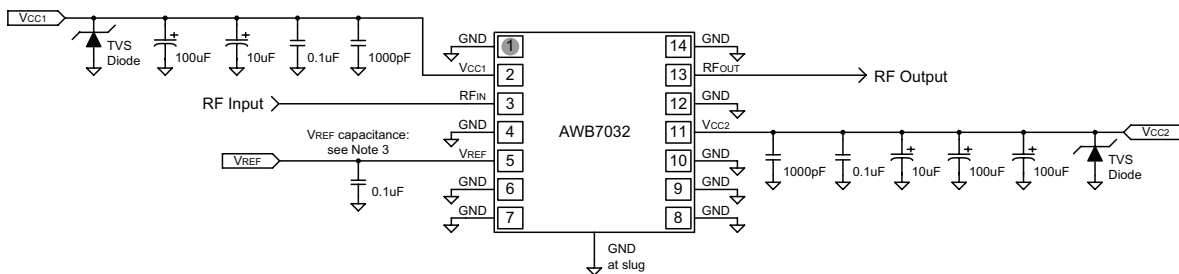 VCC1
TVS
Diode
100uF
10uF
0.1uF
1000pF
GND
VCC1
RF Input
RFIN
GND
VREF capacitance:
see Note 3
VREF
VREF
0.1uF
GND
GND
1
2
3
4
5
6
7
AWB7032
GND
at slug
14
13
12
11
10
9
8
GND
RFOUT
RF Output
GND
VCC2
VCC2
GND
GND
GND
1000pF
0.1uF
10uF
100uF
100uF
TVS
Diode